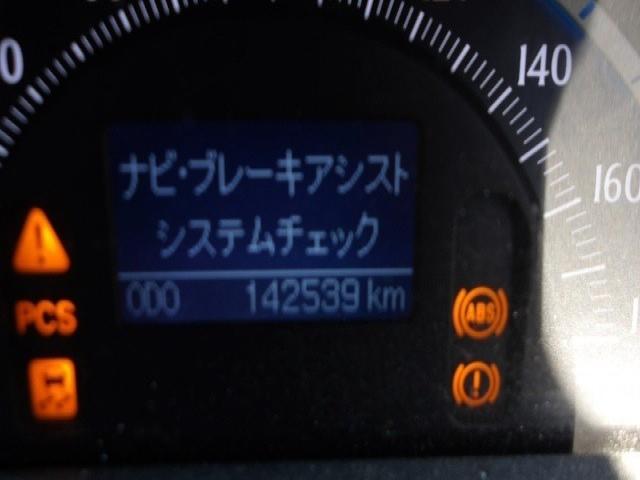 140
160
ナビ・ブレーキアシスト
システムチェック
ODO 142539 km
PCS
ABS
!
!